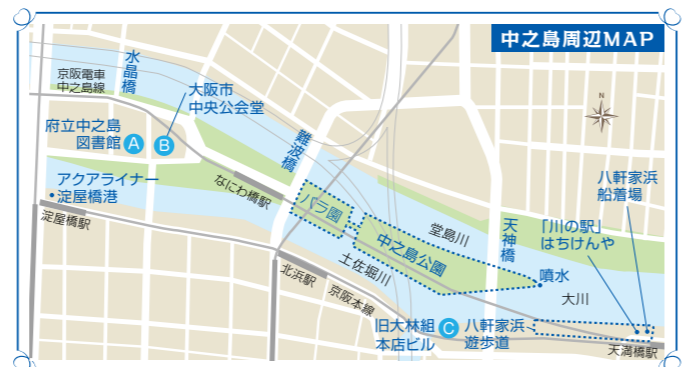 中之島周辺MAP
水晶橋
京阪電車
中之島線
大阪市
中央公会堂
府立中之島
図書館
A
B
難波橋
N
アクアライナー
淀屋橋港
なにわ橋駅
バラ園
淀屋橋駅
中之島公園
堂島川
天神橋
八軒家浜
船着場
「川の駅」
はちけんや
土佐堀川
噴水
北浜駅
京阪本線
大川
旧大林組
本店ビル
C
八軒家浜
遊歩道
天満橋駅